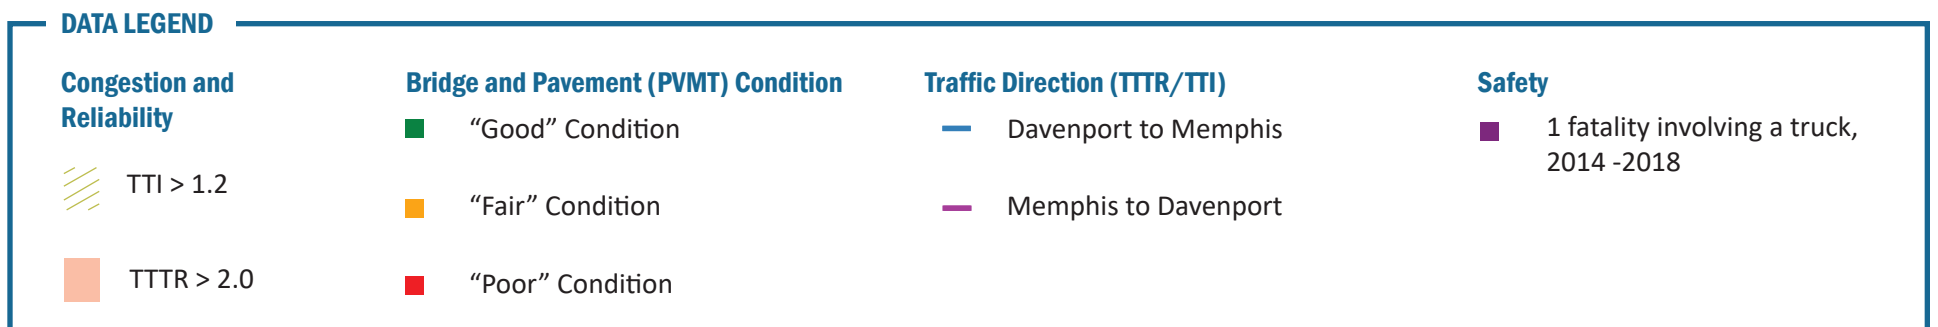 DATA LEGEND
Congestion and
Reliability
TTI > 1.2
TTTR > 2.0
Bridge and Pavement (PVMT) Condition
“Good” Condition
“Fair” Condition
“Poor” Condition
Traffic Direction (TTTR/TTI)
Davenport to Memphis
Memphis to Davenport
Safety
1 fatality involving a truck,
2014 -2018